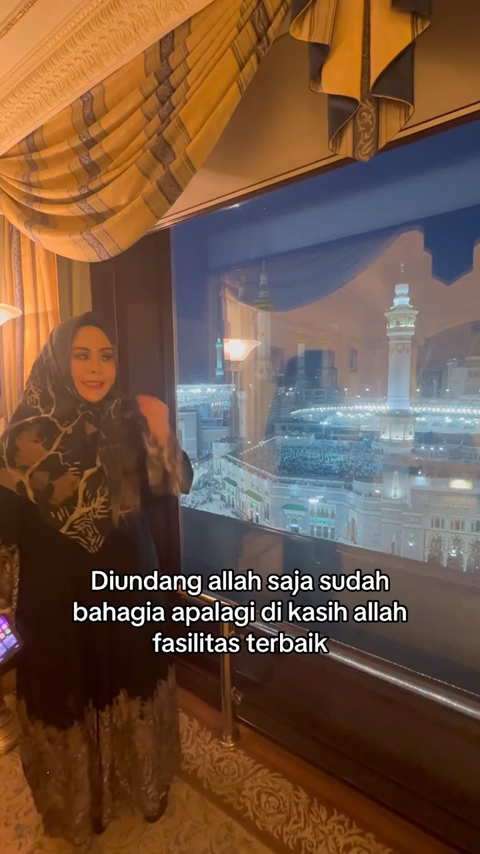 Diundang allah saja sudah
bahagia apalagi di kasih allah
fasilitas terbaik